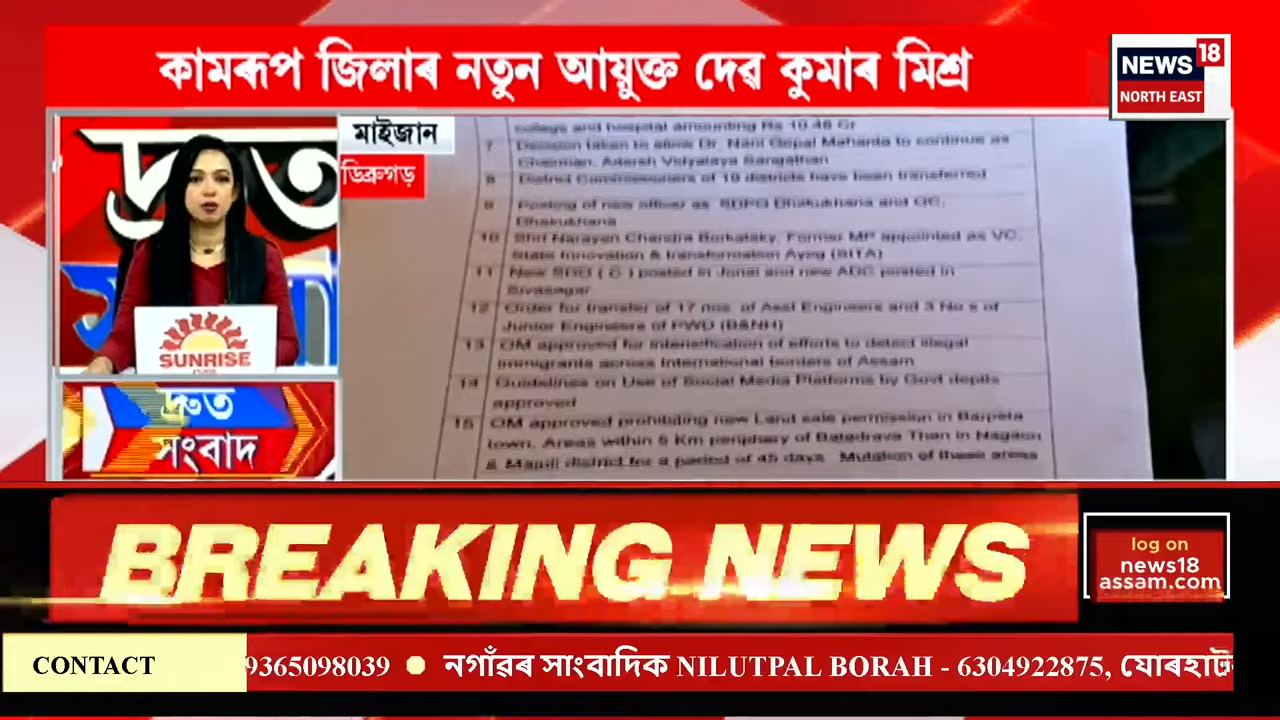 কামৰূপ জিলাৰ নতুন আয়ুক্ত দেৱ কুমাৰ মিশ্ৰ
NEWS 18
NORTH EAST
মাইজান
ডিব্ৰুগড়
দ্ৰুত
SUNRISE
দ্ৰুত
সংবাদ
college and hospital amounting Rs 10.48 Cr
7 Decision taken to allow Dr. Nani Gopal Mahanta to continue as
Chairman, Adarsh Vidyalaya Sangathan
8 District Commissioners of 19 districts have been transferred
9 Posting of new officer as SDPO Dhakukhana and OC,
Dhakukhana
10 Shri Narayan Chandra Borkataky, Former MP appointed as VC,
State Innovation & transformation Ayog (SITA)
11 New SDO ( C ) posted in Jonai and new ADC posted in
Sivasagar
12 Order for transfer of 17 nos. of Asst Engineers and 3 No s of
Junior Engineers of PWD (B&NH)
13 OM approved for intensification of efforts to detect illegal
immigrants across International borders of Assam
14 Guidelines on Use of Social Media Platforms by Govt deptts
approved
15 OM approved prohibiting new Land sale permission in Barpeta
town, Areas within 5 Km periphery of Batadrava Than in Nagaon
& Majuli district for a period of 45 days. Mutation of these areas
BREAKING NEWS
log on
news18
assam.com
CONTACT 9365098039 ● নগাঁৱৰ সাংবাদিক NILUTPAL BORAH - 6304922875, যোৰহাট